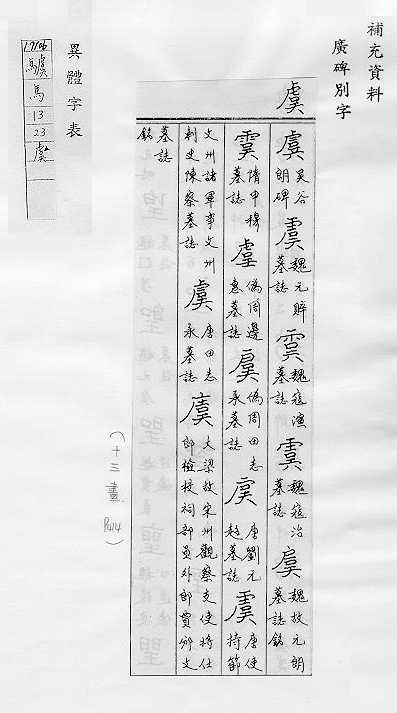 補充資料
廣碑別字
虞
虞 吳谷朗碑 虞 魏元賄墓誌 虞 魏寇演墓誌 虞 魏寇治墓誌 虞 魏故元朗墓誌銘
虞 隋甲穆墓誌 虞 偽周邊惠墓誌 虞 偽周田志承墓誌 虞 唐劉元超墓誌 虞 唐使持節
文州諸軍事文州刺史陳察墓誌 虞 唐田志承墓誌 虞 大梁故宋州觀察支使將仕郎檢校祠部員外郎賈邠文
墓誌銘
(十三畫 P214)
異體字表
17106
馬
13
23
虞